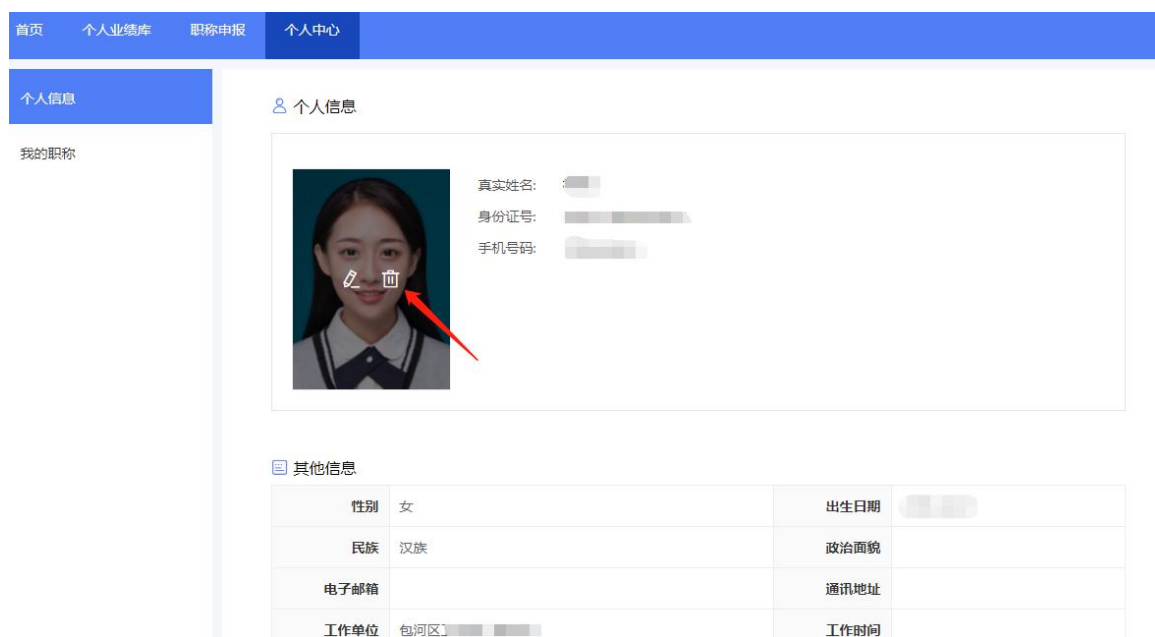 首页 个人业绩库 职称申报 个人中心
个人信息
我的职称
个人信息
真实姓名:
身份证号:
手机号码:
其他信息
性别 女 出生日期
民族 汉族 政治面貌
电子邮箱 通讯地址
工作单位 包河区 工作时间